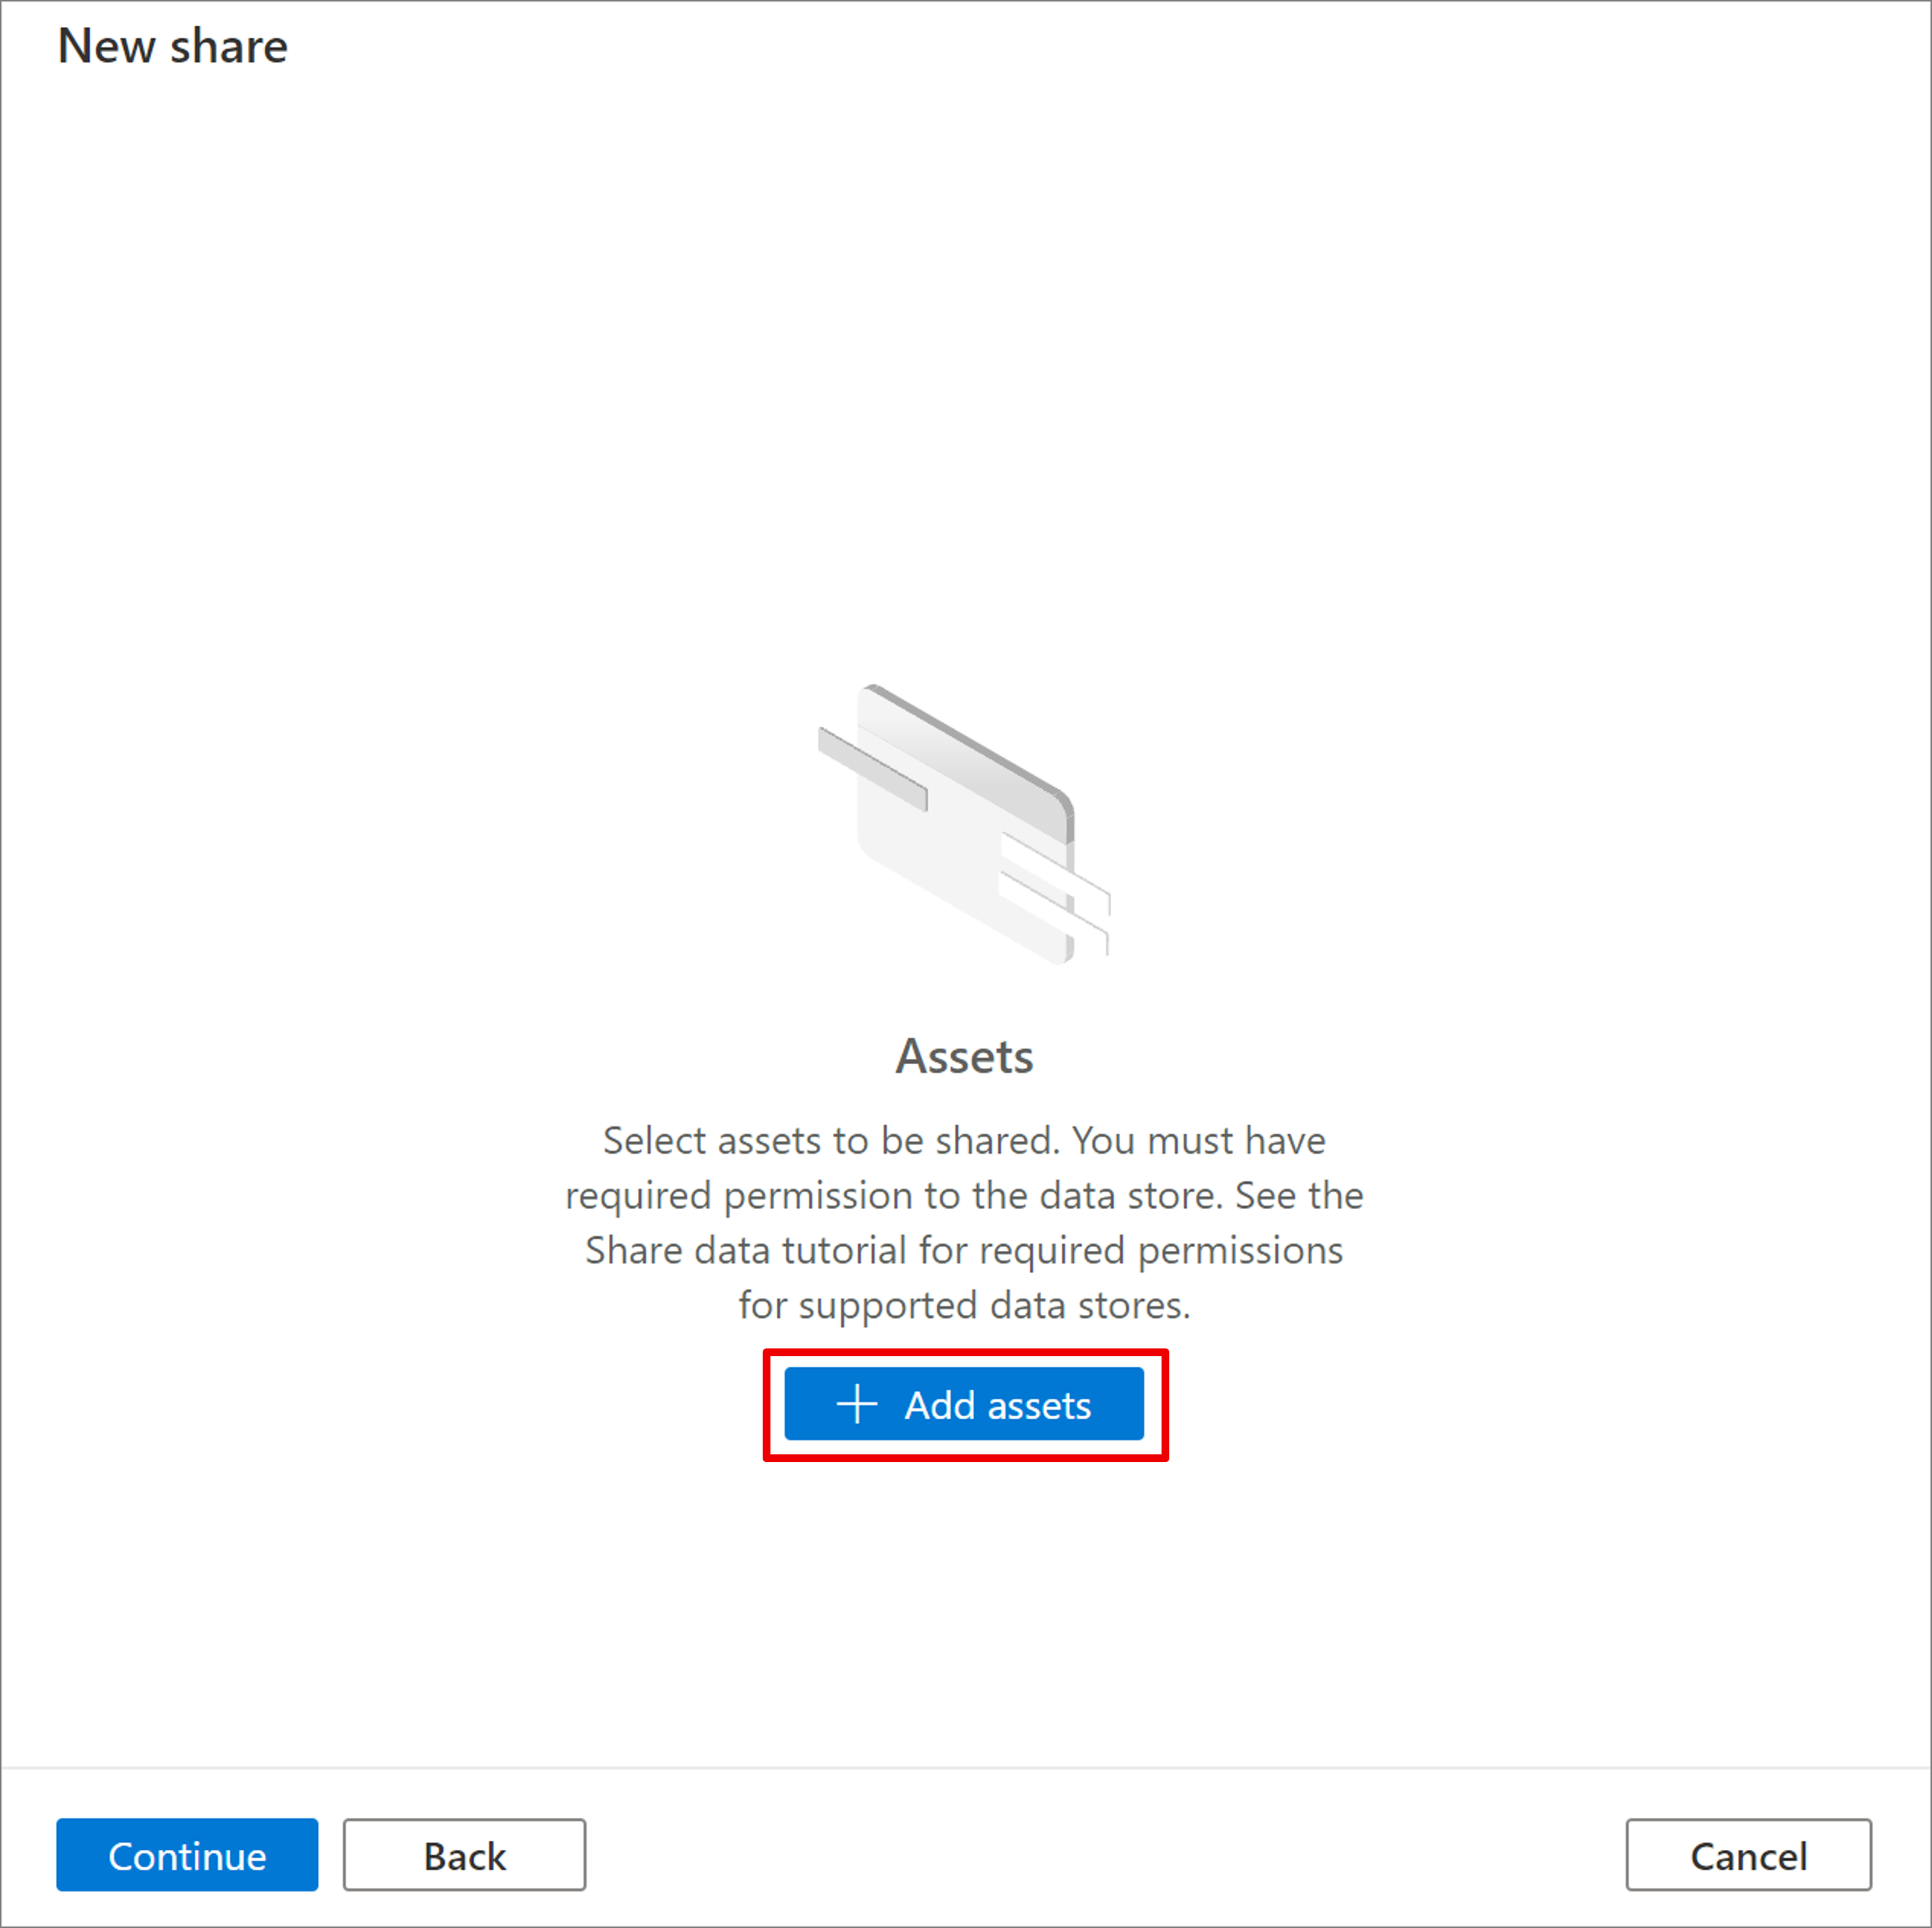 New share
Assets
Select assets to be shared. You must have
required permission to the data store. See the
Share data tutorial for required permissions
for supported data stores.
Add assets
Continue
Back
Cancel